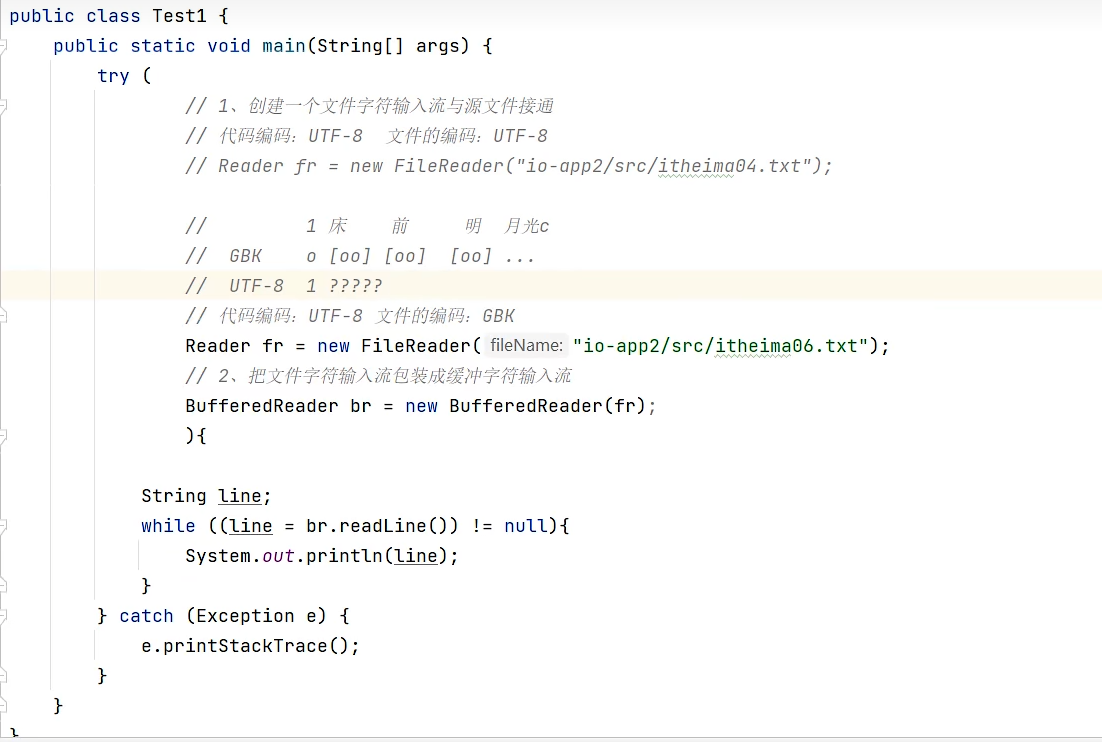 public class Test1 {
public static void main(String[] args) {
try (
// 1、创建一个文件字符输入流与源文件接通
// 代码编码：UTF-8  文件的编码：UTF-8
// Reader fr = new FileReader("io-app2/src/itheima04.txt");
//         1 床    前     明  月光c
//  GBK    o [oo] [oo]  [oo] ...
//  UTF-8  1 ?????
// 代码编码：UTF-8 文件的编码：GBK
Reader fr = new FileReader( fileName: "io-app2/src/itheima06.txt");
// 2、把文件字符输入流包装成缓冲字符输入流
BufferedReader br = new BufferedReader(fr);
){
String line;
while ((line = br.readLine()) != null){
System.out.println(line);
}
} catch (Exception e) {
e.printStackTrace();
}
}
}